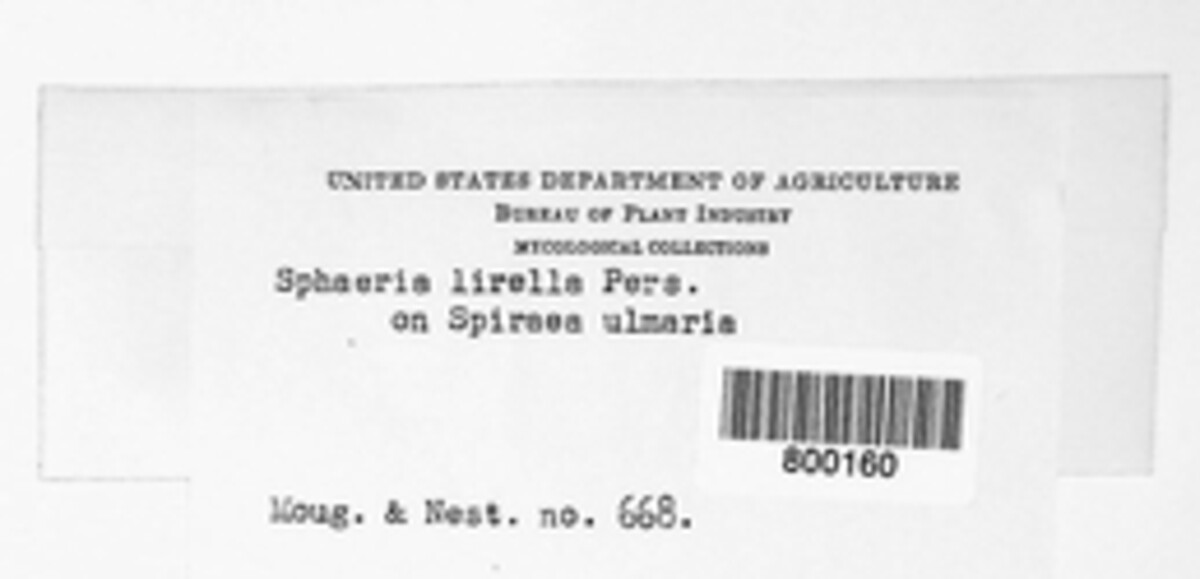 UNITED STATES DEPARTMENT OF AGRICULTURE
BUREAU OF PLANT INDUSTRY
MYCOLOGICAL COLLECTIONS
Sphaeria lirella Pers.
on Spiraea ulmaria
800160
Moug. & Nest. no. 668.